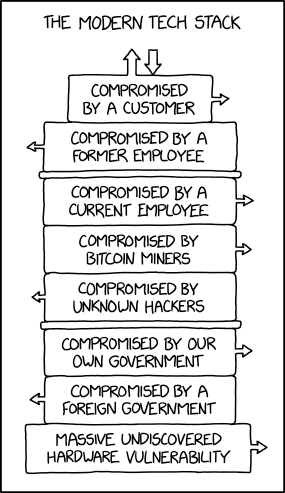 THE MODERN TECH STACK
COMPROMISED
BY A CUSTOMER
COMPROMISED BY A
FORMER EMPLOYEE
COMPROMISED BY A
CURRENT EMPLOYEE
COMPROMISED BY
BITCOIN MINERS
COMPROMISED BY
UNKNOWN HACKERS
COMPROMISED BY OUR
OWN GOVERNMENT
COMPROMISED BY A
FOREIGN GOVERNMENT
MASSIVE UNDISCOVERED
HARDWARE VULNERABILITY